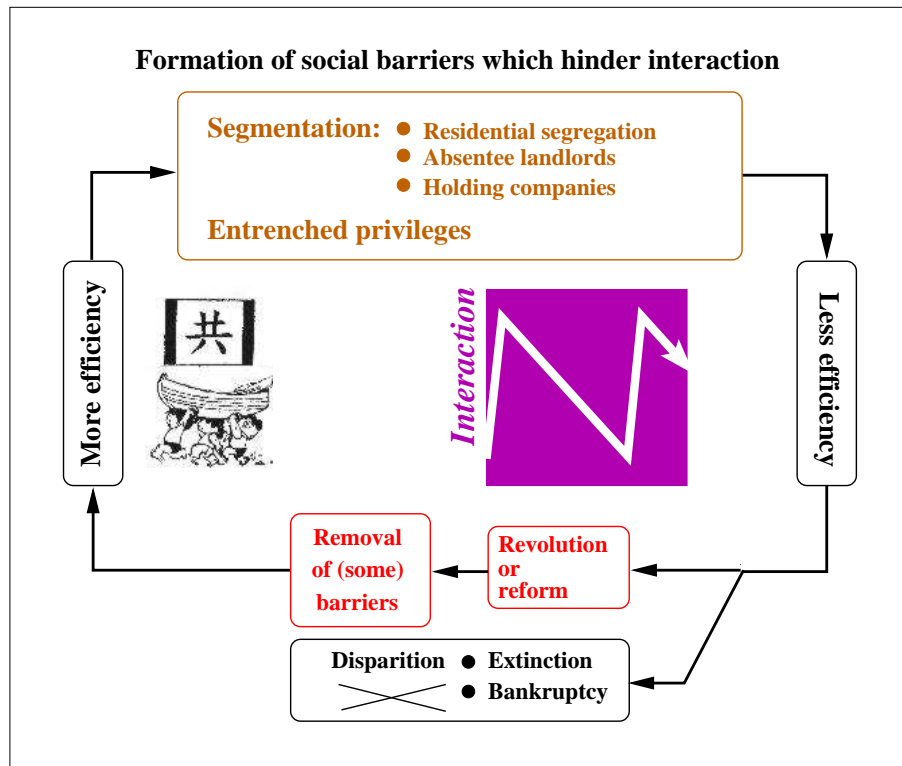 Formation of social barriers which hinder interaction
Segmentation:
● Residential segregation
● Absentee landlords
● Holding companies
Entrenched privileges
More efficiency
共
Interaction
Less efficiency
Removal
of (some)
barriers
Revolution
or
reform
Disparition
● Extinction
● Bankruptcy